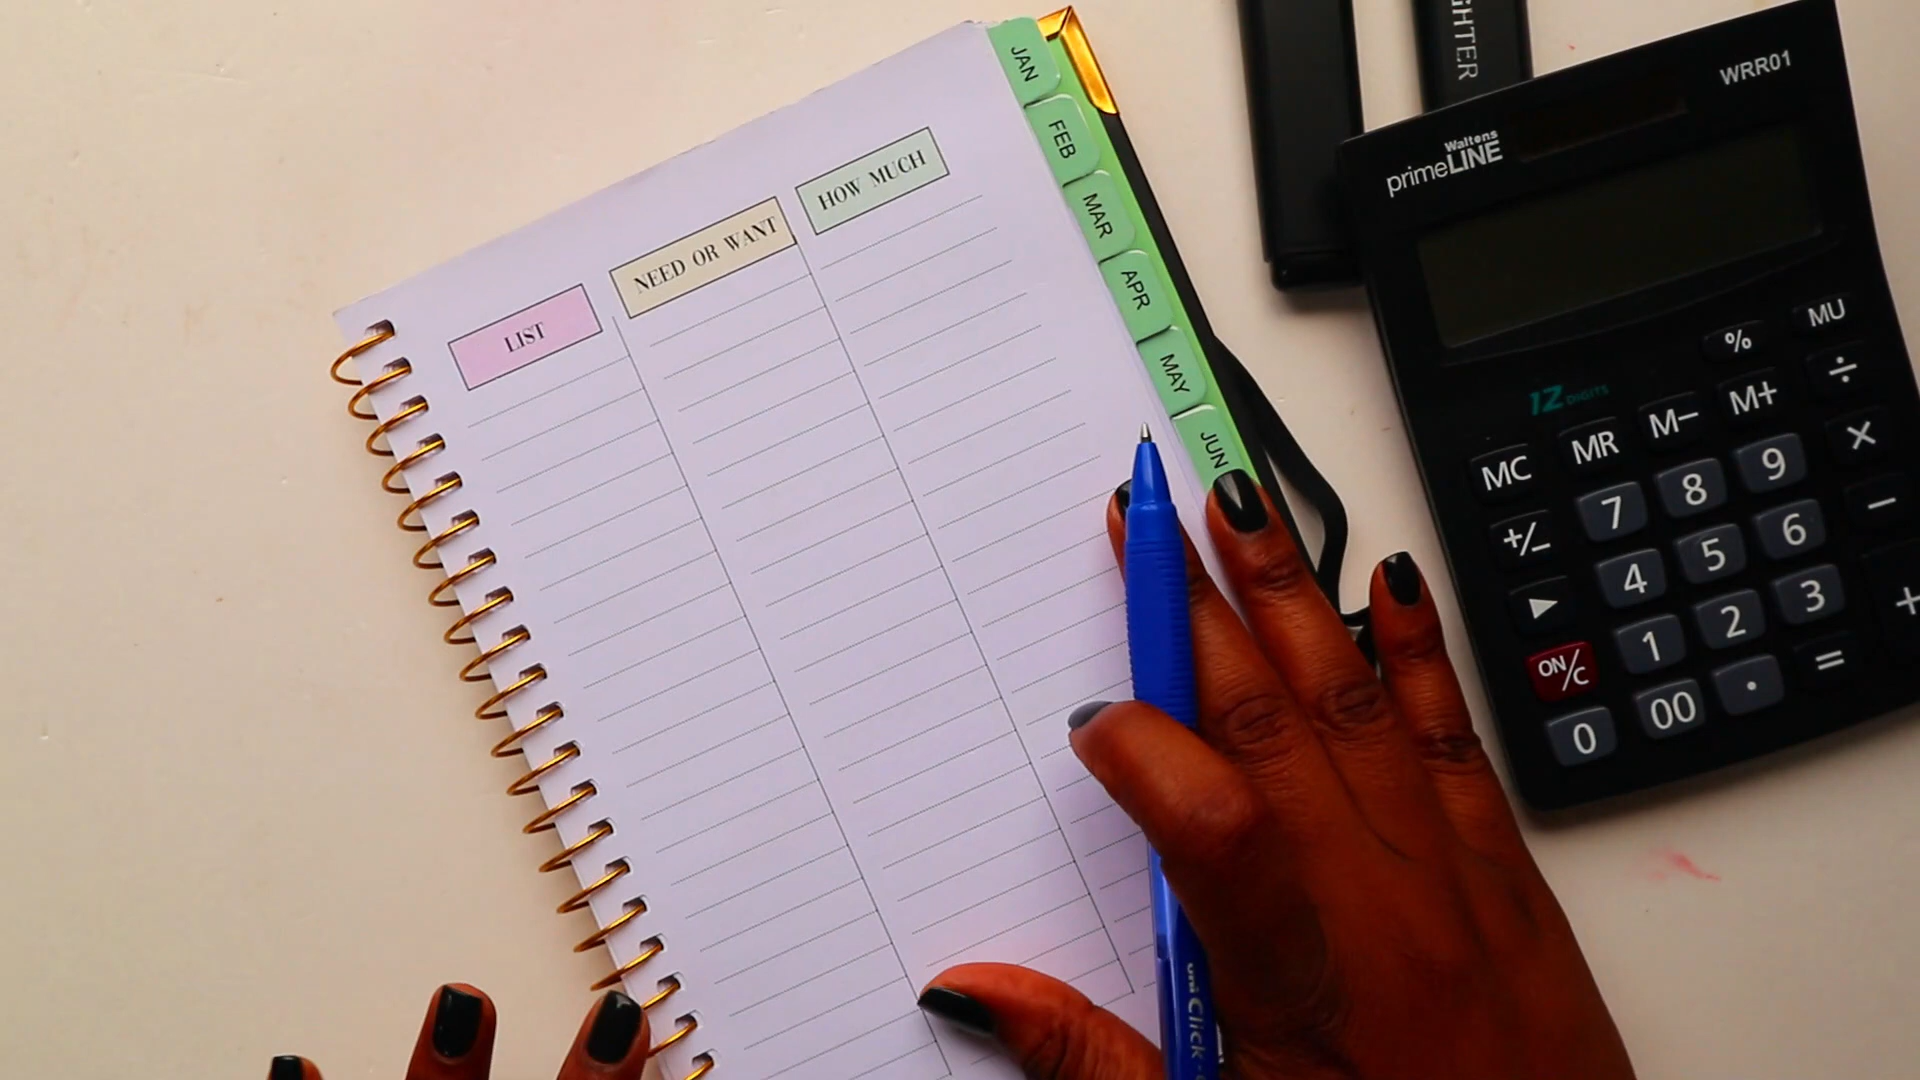 LIST
NEED OR WANT
HOW MUCH
JAN
FEB
MAR
APR
MAY
JUN
uni Click
GHTER
WRR01
Waltens
primeLINE
12 DIGITS
% MU
MC MR M− M+ ÷
+/− 7 8 9 ×
▶ 4 5 6 −
ON/C 1 2 3 +
0 00 . =